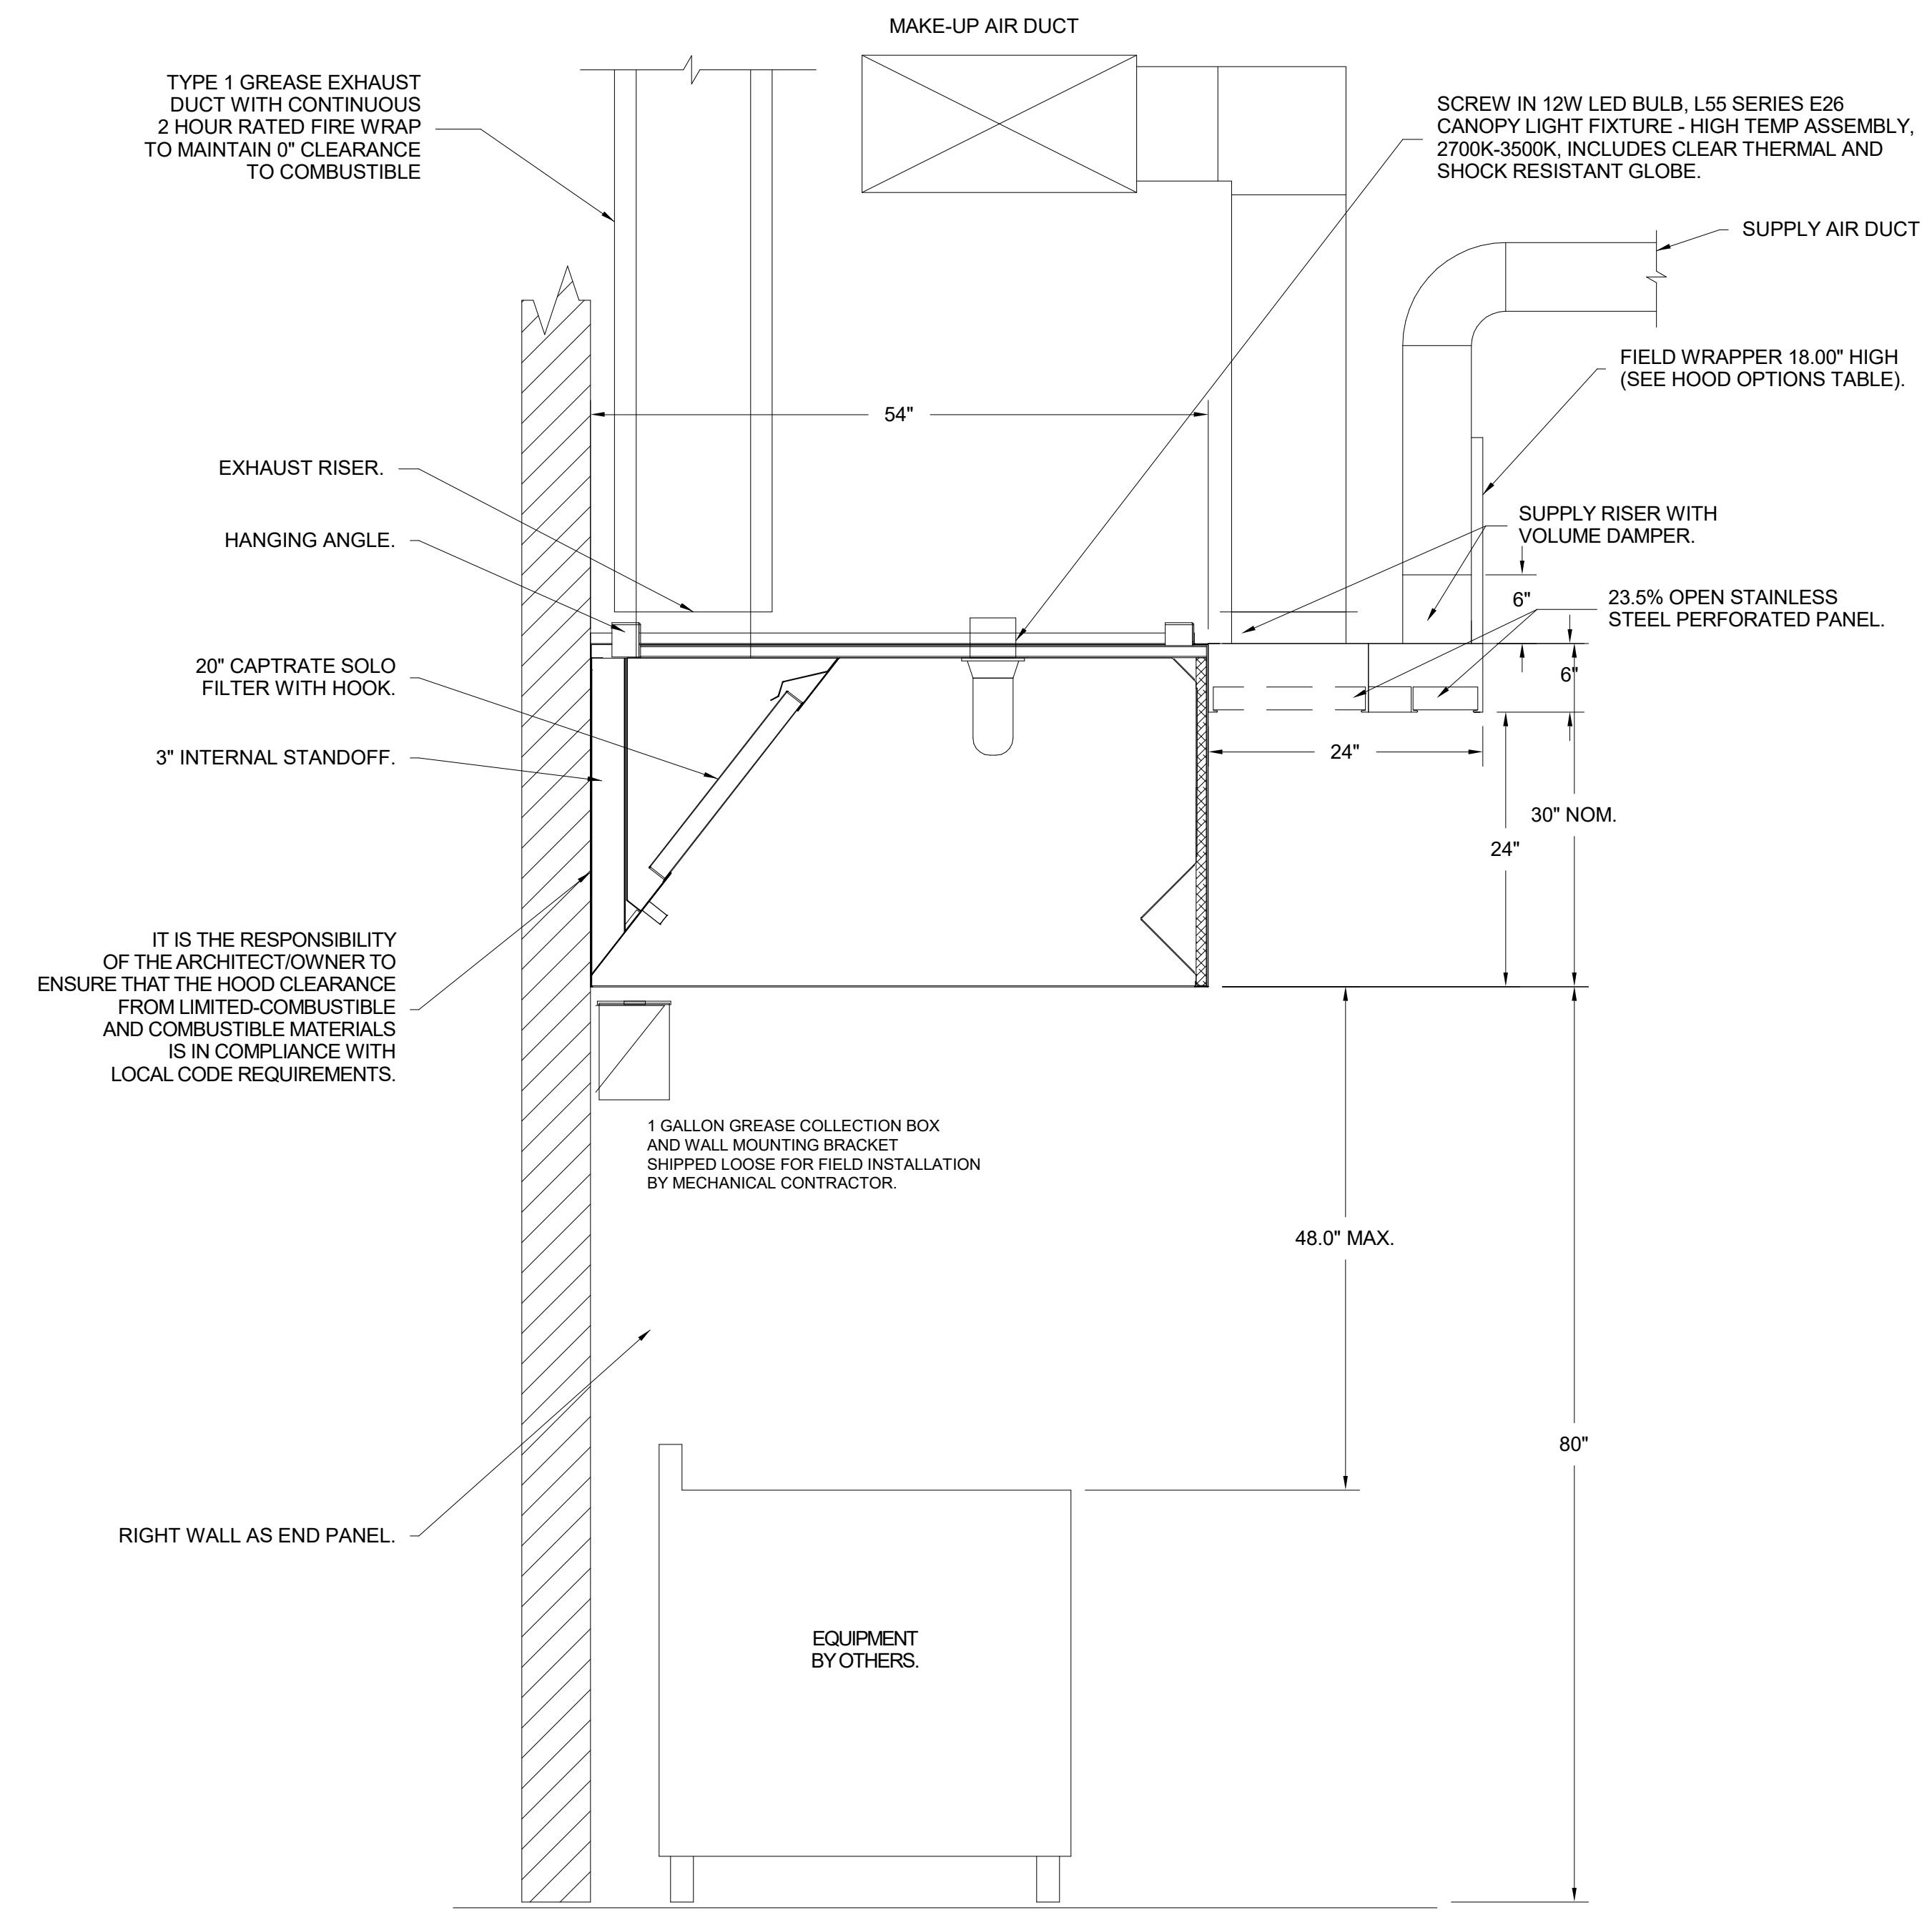 MAKE-UP AIR DUCT
TYPE 1 GREASE EXHAUST
DUCT WITH CONTINUOUS
2 HOUR RATED FIRE WRAP
TO MAINTAIN 0" CLEARANCE
TO COMBUSTIBLE
SCREW IN 12W LED BULB, L55 SERIES E26
CANOPY LIGHT FIXTURE - HIGH TEMP ASSEMBLY,
2700K-3500K, INCLUDES CLEAR THERMAL AND
SHOCK RESISTANT GLOBE.
SUPPLY AIR DUCT
FIELD WRAPPER 18.00" HIGH
(SEE HOOD OPTIONS TABLE).
54"
EXHAUST RISER.
HANGING ANGLE.
SUPPLY RISER WITH
VOLUME DAMPER.
6"
23.5% OPEN STAINLESS
STEEL PERFORATED PANEL.
20" CAPTRATE SOLO
FILTER WITH HOOK.
6"
3" INTERNAL STANDOFF.
24"
30" NOM.
24"
IT IS THE RESPONSIBILITY
OF THE ARCHITECT/OWNER TO
ENSURE THAT THE HOOD CLEARANCE
FROM LIMITED-COMBUSTIBLE
AND COMBUSTIBLE MATERIALS
IS IN COMPLIANCE WITH
LOCAL CODE REQUIREMENTS.
1 GALLON GREASE COLLECTION BOX
AND WALL MOUNTING BRACKET
SHIPPED LOOSE FOR FIELD INSTALLATION
BY MECHANICAL CONTRACTOR.
48.0" MAX.
80"
RIGHT WALL AS END PANEL.
EQUIPMENT
BY OTHERS.